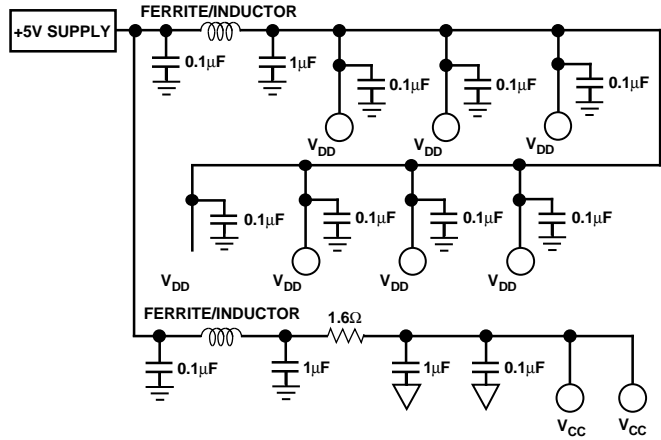 FERRITE/INDUCTOR
+5V SUPPLY
0.1μF
1μF
0.1μF
0.1μF
0.1μF
VDD
VDD
VDD
0.1μF
0.1μF
0.1μF
0.1μF
VDD
VDD
VDD
VDD
FERRITE/INDUCTOR
1.6Ω
0.1μF
1μF
1μF
0.1μF
VCC
VCC